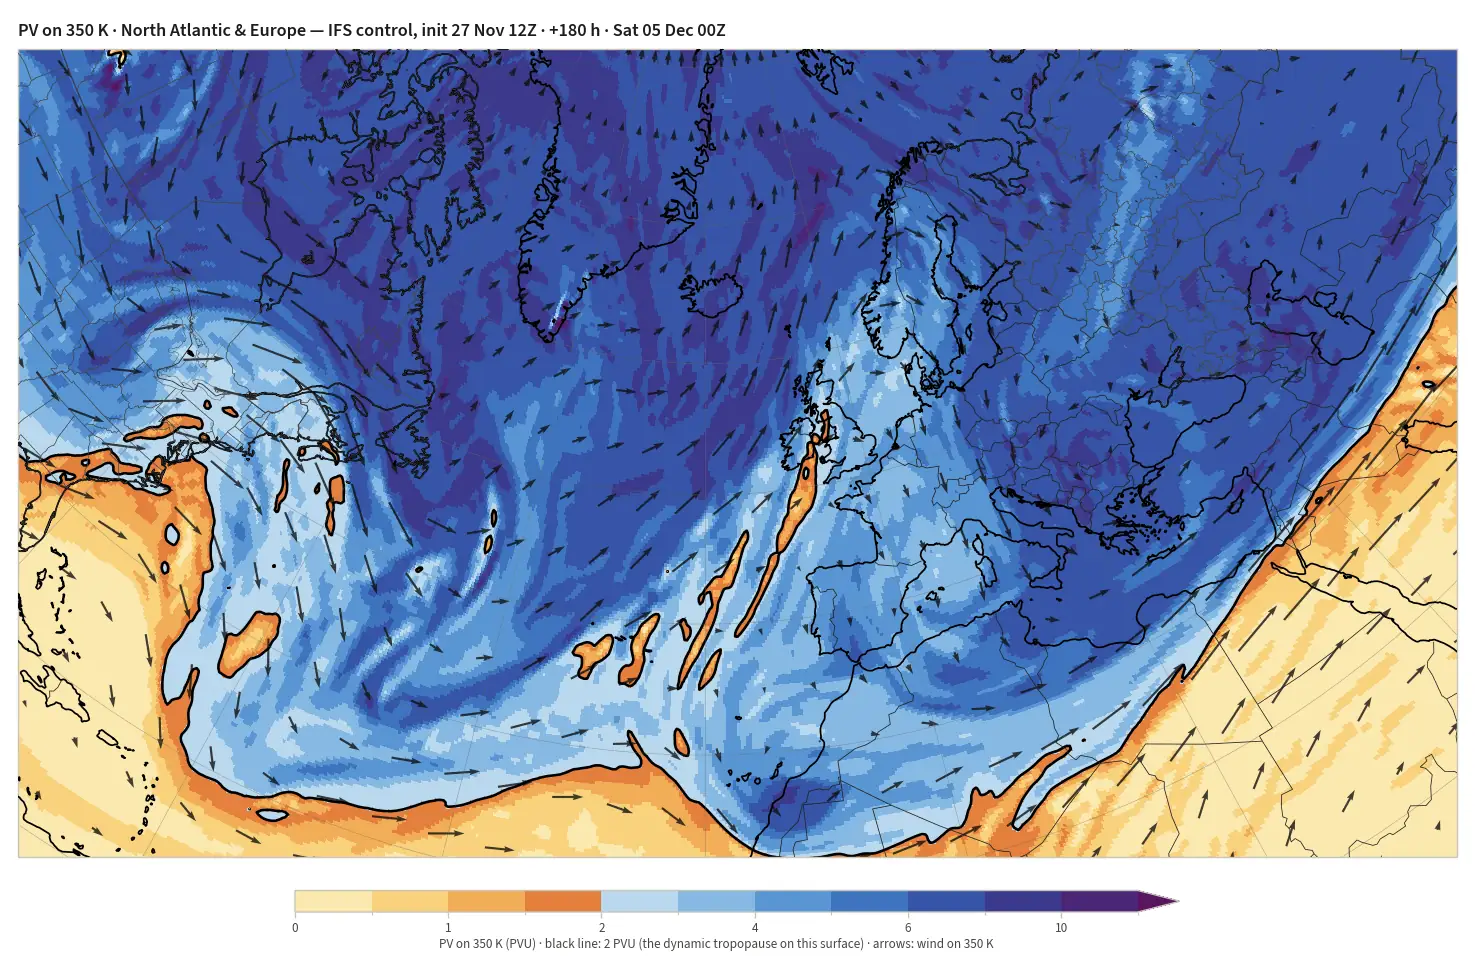 PV on 350 K · North Atlantic & Europe — IFS control, init 27 Nov 12Z · +180 h · Sat 05 Dec 00Z
0 1 2 4 6 10
PV on 350 K (PVU) · black line: 2 PVU (the dynamic tropopause on this surface) · arrows: wind on 350 K